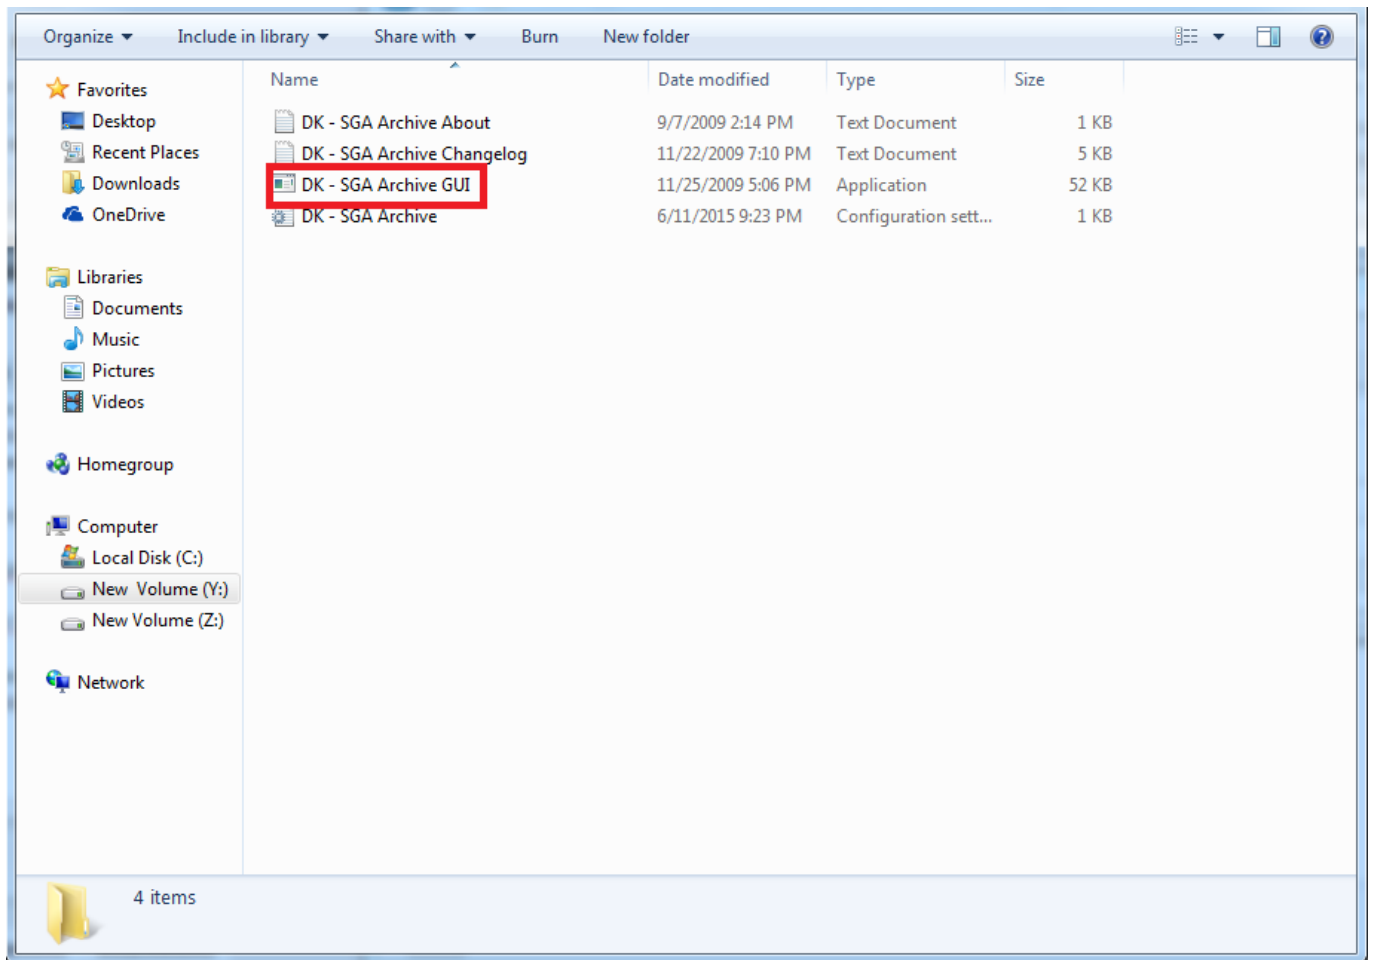 Organize Include in library Share with Burn New folder
Name Date modified Type Size
Favorites
Desktop
Recent Places
Downloads
OneDrive
Libraries
Documents
Music
Pictures
Videos
Homegroup
Computer
Local Disk (C:)
New Volume (Y:)
New Volume (Z:)
Network
DK - SGA Archive About 9/7/2009 2:14 PM Text Document 1 KB
DK - SGA Archive Changelog 11/22/2009 7:10 PM Text Document 5 KB
DK - SGA Archive GUI 11/25/2009 5:06 PM Application 52 KB
DK - SGA Archive 6/11/2015 9:23 PM Configuration sett... 1 KB
4 items